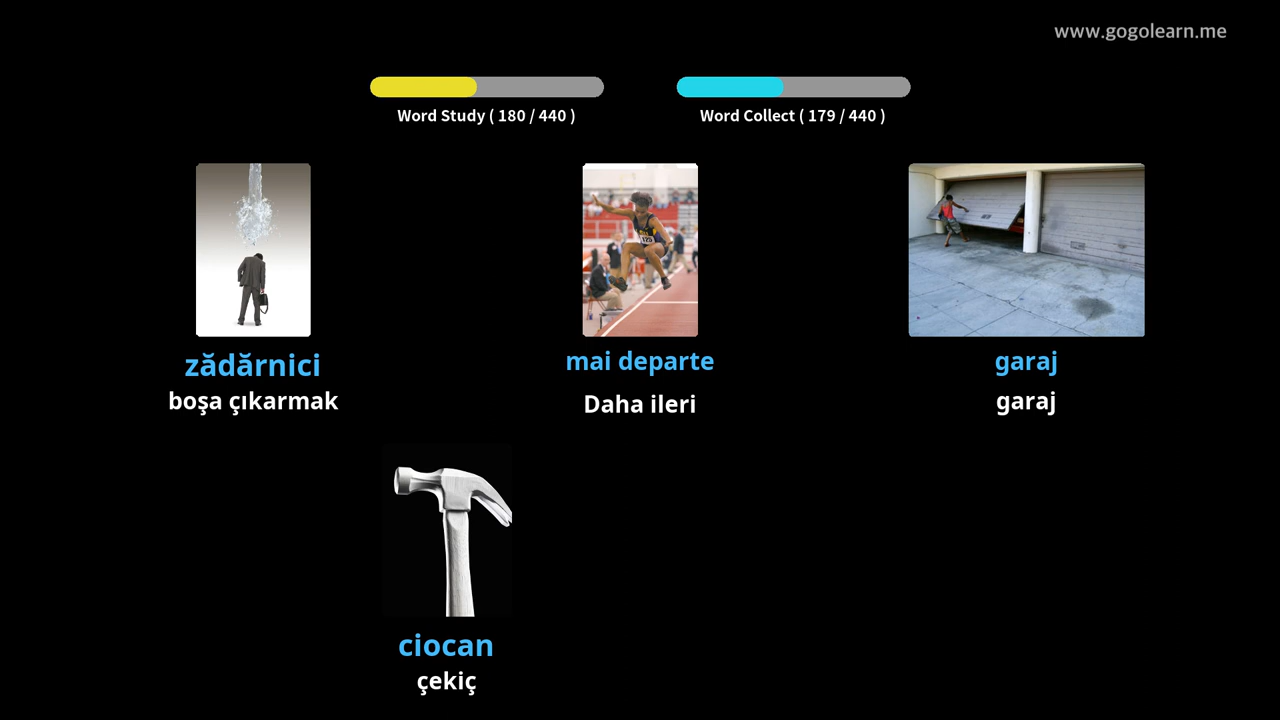 www.gogolearn.me
Word Study ( 180 / 440 )
Word Collect ( 179 / 440 )
zădărnici
boşa çıkarmak
mai departe
Daha ileri
garaj
garaj
ciocan
çekiç